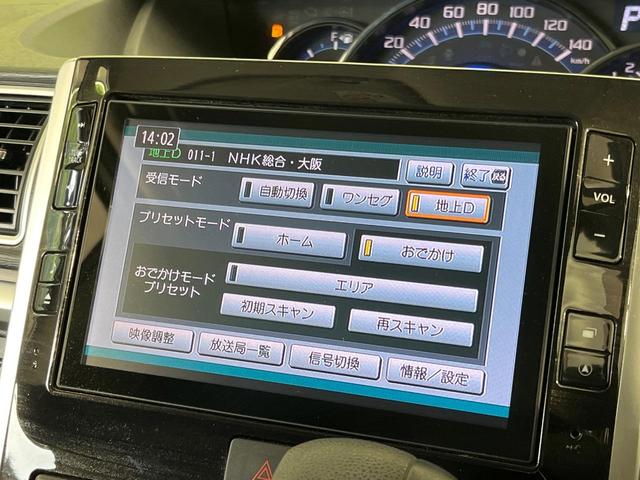 F
20
40
60
80
100
120
140
km/h
14:02
地上D 011-1 NHK総合・大阪
説明
終了
受信モード
自動切換
ワンセグ
地上D
プリセットモード
ホーム
おでかけ
おでかけモード
プリセット
エリア
初期スキャン
再スキャン
映像調整
放送局一覧
信号切換
情報／設定
TRACK
+
VOL
−